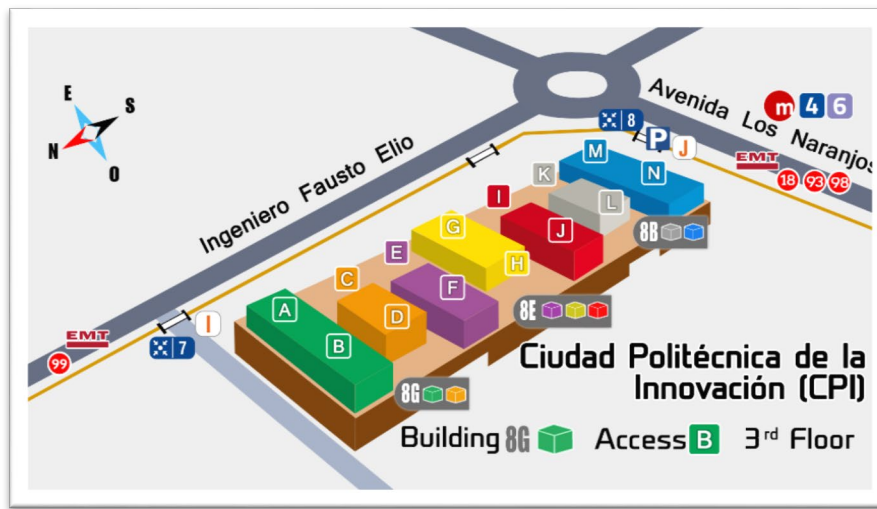 E
S
N
O
Ingeniero Fausto Elio
Avenida Los Naranjos
m 4 6
8
P
J
EMT
18 93 98
M
N
K
L
I
J
8B
G
H
E
F
8E
C
D
A
B
8G
I
7
EMT
99
Ciudad Politécnica de la
Innovación (CPI)
Building 8G Access B 3rd Floor